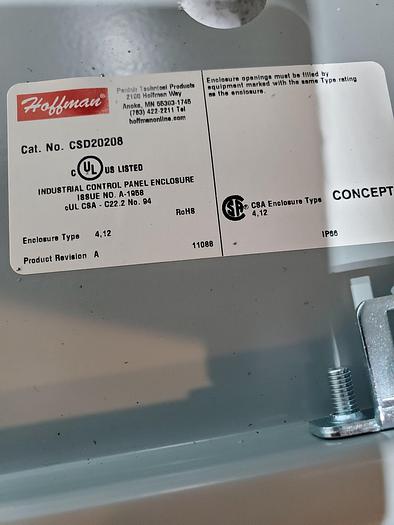 Hoffman®
Pentair Technical Products
2100 Hoffman Way
Anoka, MN 55303-1745
(763) 422-2211 Tel
hoffmanonline.com
Cat. No. CSD20208
C UL US LISTED
INDUSTRIAL CONTROL PANEL ENCLOSURE
ISSUE NO. A-1958
cUL CSA - C22.2 No. 94
RoHS
Enclosure Type 4,12
Product Revision A
11088
Enclosure openings must be filled by
equipment marked with the same Type rating
as the enclosure.
SA® CSA Enclosure Type
4,12
CONCEPT
IP66